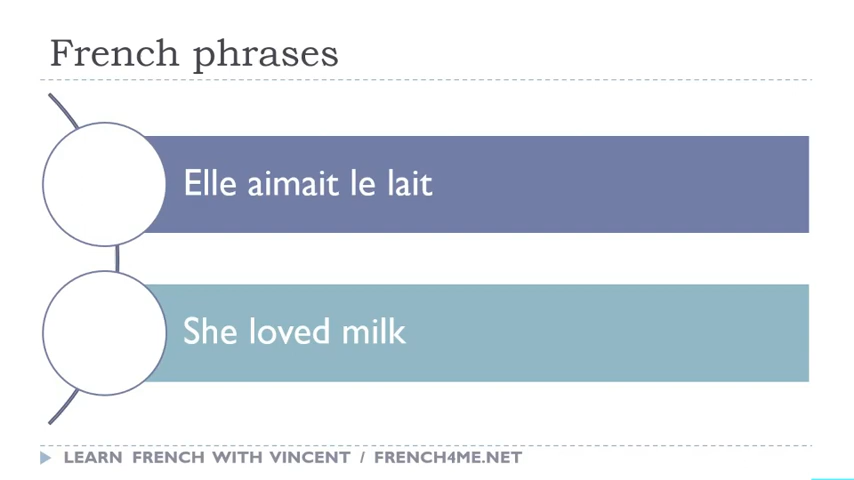 French phrases
Elle aimait le lait
She loved milk
LEARN FRENCH WITH VINCENT / FRENCH4ME.NET